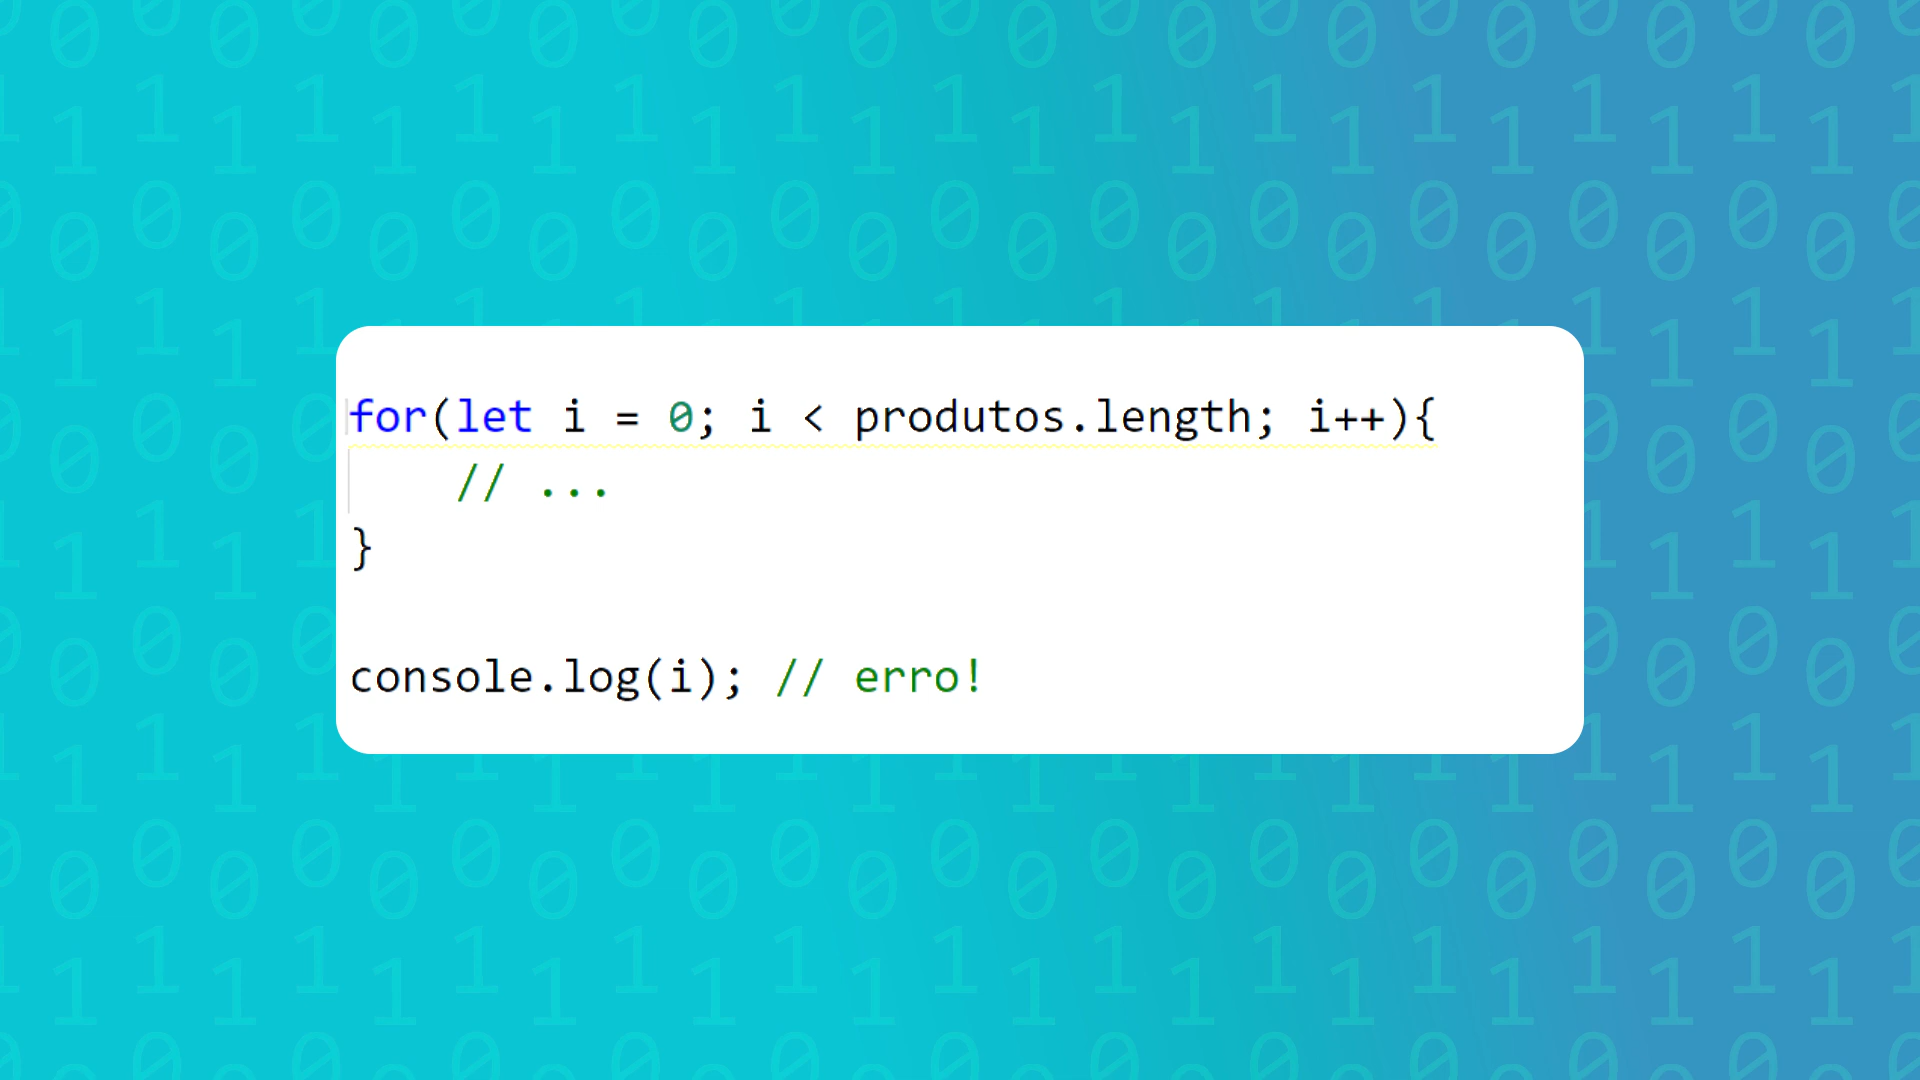 for(let i = 0; i < produtos.length; i++){
// ...
}
console.log(i); // erro!